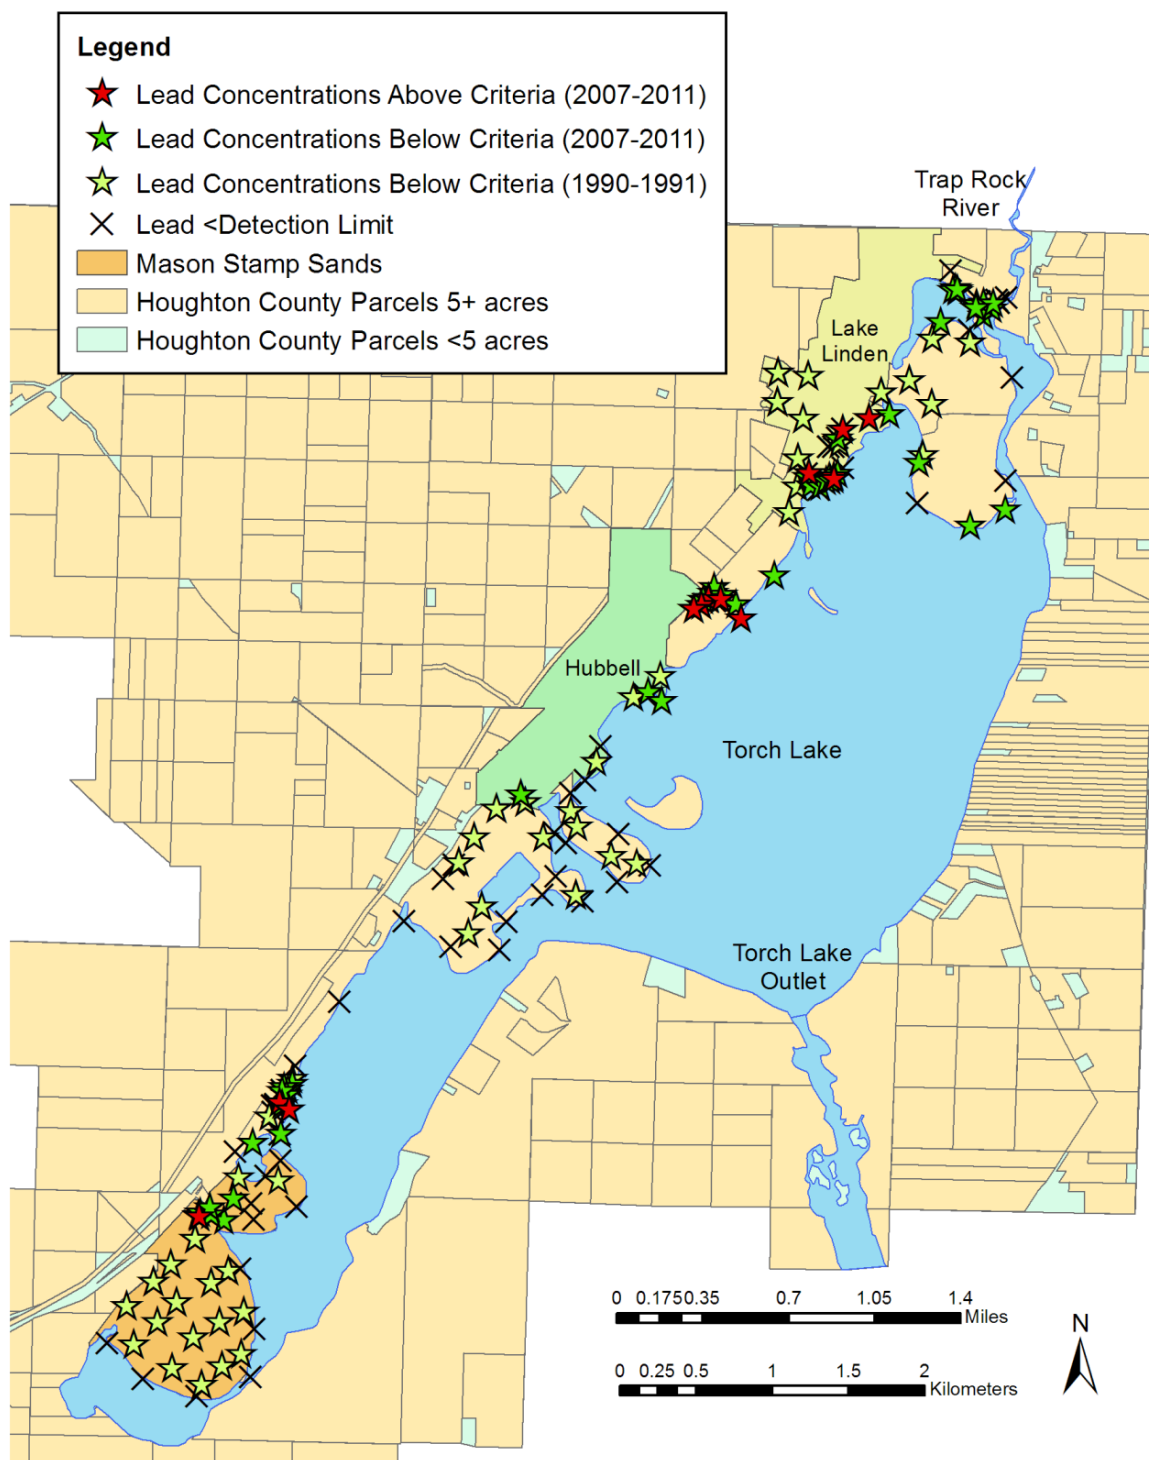 Legend
Lead Concentrations Above Criteria (2007-2011)
Lead Concentrations Below Criteria (2007-2011)
Lead Concentrations Below Criteria (1990-1991)
Lead <Detection Limit
Mason Stamp Sands
Houghton County Parcels 5+ acres
Houghton County Parcels <5 acres
Trap Rock
River
Lake
Linden
Hubbell
Torch Lake
Torch Lake
Outlet
0 0.175 0.35 0.7 1.05 1.4
Miles
N
0 0.25 0.5 1 1.5 2
Kilometers